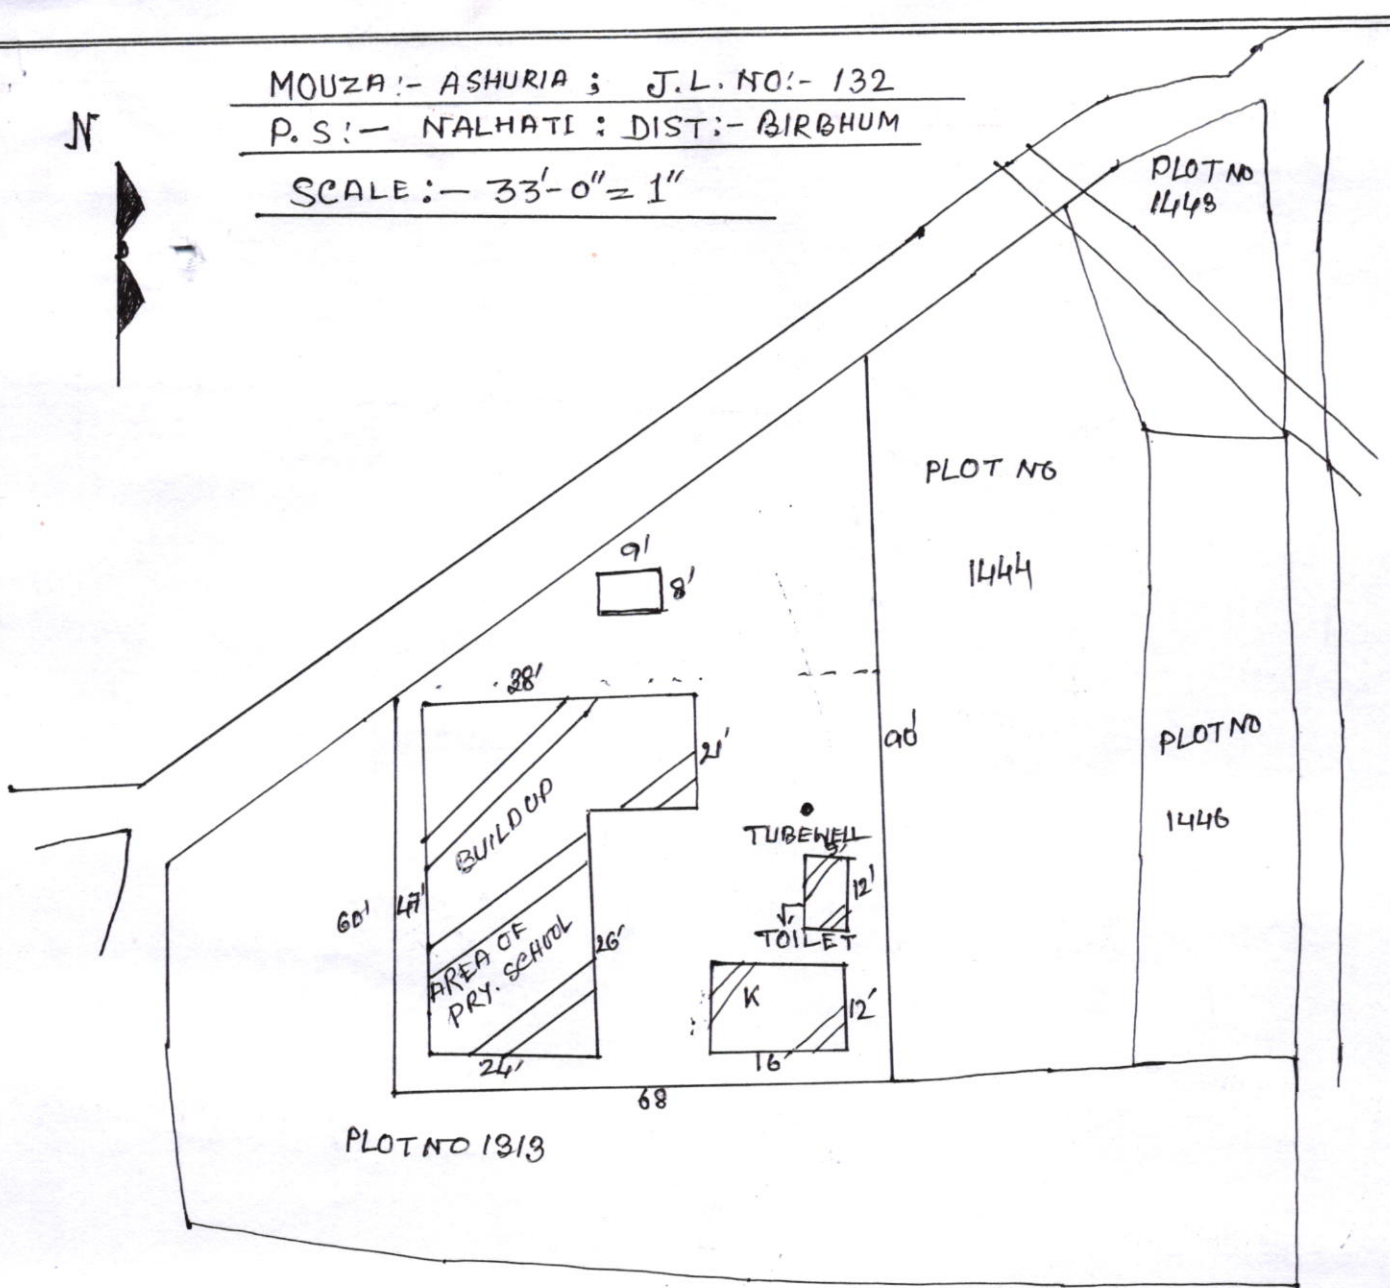 MOUZA:- ASHURIA ; J.L. NO:- 132
P.S:- NALHATI : DIST:- BIRBHUM
SCALE:- 33'-0" = 1"
N
PLOT NO
1443
PLOT NO
1444
9'
8'
28'
21'
90'
PLOT NO
1446
BUILD UP
AREA OF
PRY. SCHOOL
60'
47'
26'
24'
TUBEWELL
5'
12'
TOILET
K
12'
16
68
PLOT NO 1313